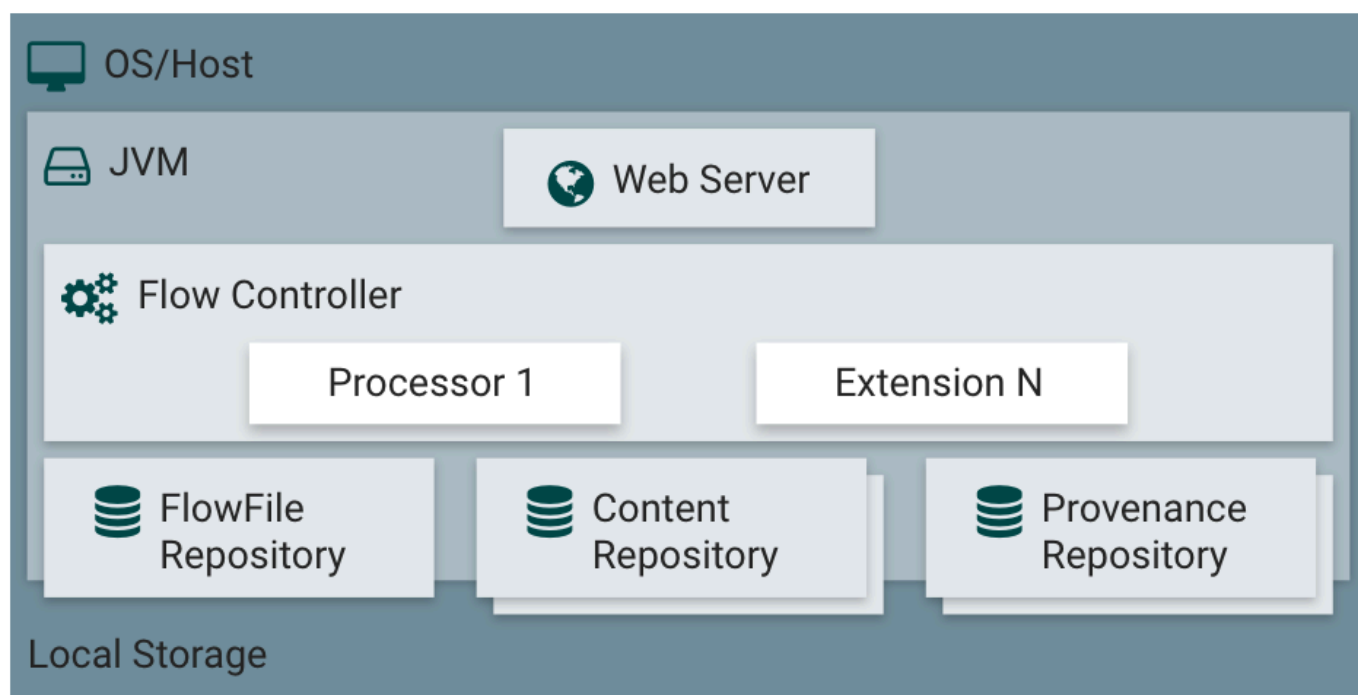 OS/Host
JVM
Web Server
Flow Controller
Processor 1
Extension N
FlowFile
Repository
Content
Repository
Provenance
Repository
Local Storage